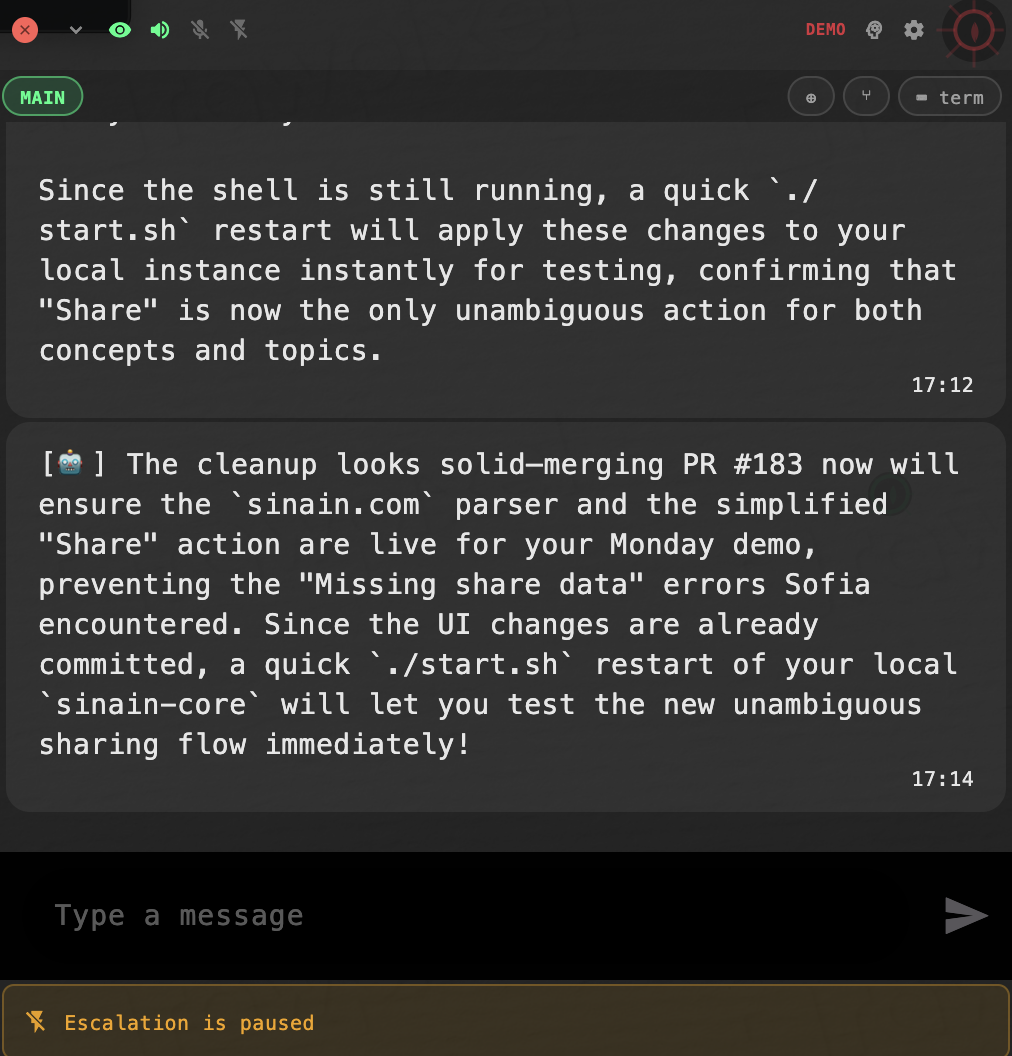 DEMO
MAIN
term
Since the shell is still running, a quick `./
start.sh` restart will apply these changes to your
local instance instantly for testing, confirming that
"Share" is now the only unambiguous action for both
concepts and topics.
17:12
[🤖] The cleanup looks solid—merging PR #183 now will
ensure the `sinain.com` parser and the simplified
"Share" action are live for your Monday demo,
preventing the "Missing share data" errors Sofia
encountered. Since the UI changes are already
committed, a quick `./start.sh` restart of your local
`sinain-core` will let you test the new unambiguous
sharing flow immediately!
17:14
Type a message
Escalation is paused